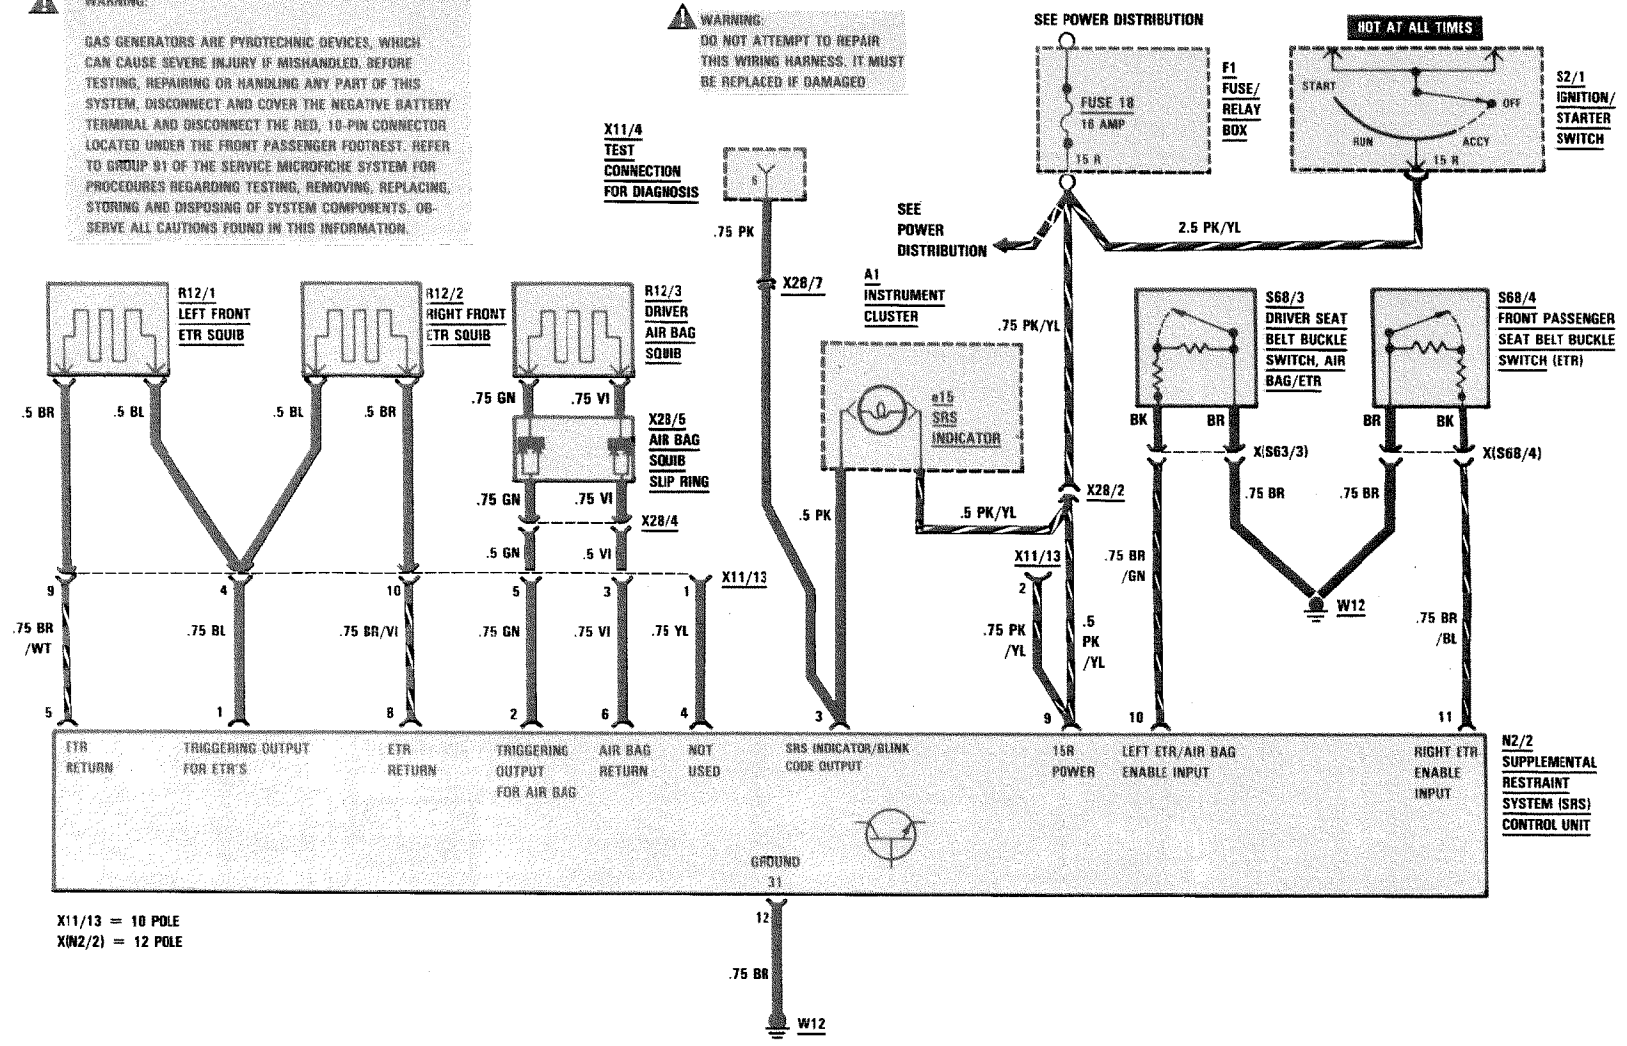 WARNING:
GAS GENERATORS ARE PYROTECHNIC DEVICES, WHICH
CAN CAUSE SEVERE INJURY IF MISHANDLED. BEFORE
TESTING, REPAIRING OR HANDLING ANY PART OF THIS
SYSTEM, DISCONNECT AND COVER THE NEGATIVE BATTERY
TERMINAL AND DISCONNECT THE RED, 10-PIN CONNECTOR
LOCATED UNDER THE FRONT PASSENGER FOOTREST. REFER
TO GROUP 91 OF THE SERVICE MICROFICHE SYSTEM FOR
PROCEDURES REGARDING TESTING, REMOVING, REPLACING,
STORING AND DISPOSING OF SYSTEM COMPONENTS. OB-
SERVE ALL CAUTIONS FOUND IN THIS INFORMATION.
WARNING:
DO NOT ATTEMPT TO REPAIR
THIS WIRING HARNESS. IT MUST
BE REPLACED IF DAMAGED
SEE POWER DISTRIBUTION
HOT AT ALL TIMES
F1
FUSE/
RELAY
BOX
FUSE 18
16 AMP
15 R
START
OFF
RUN
ACCY
15 R
S2/1
IGNITION/
STARTER
SWITCH
X11/4
TEST
CONNECTION
FOR DIAGNOSIS
6
.75 PK
X28/7
SEE
POWER
DISTRIBUTION
2.5 PK/YL
R12/1
LEFT FRONT
ETR SQUIB
R12/2
RIGHT FRONT
ETR SQUIB
R12/3
DRIVER
AIR BAG
SQUIB
A1
INSTRUMENT
CLUSTER
.75 PK/YL
S68/3
DRIVER SEAT
BELT BUCKLE
SWITCH, AIR
BAG/ETR
S68/4
FRONT PASSENGER
SEAT BELT BUCKLE
SWITCH (ETR)
.5 BR
.5 BL
.5 BL
.5 BR
.75 GN
.75 VI
e15
SRS
INDICATOR
BK
BR
BR
BK
X28/5
AIR BAG
SQUIB
SLIP RING
X(S63/3)
X(S68/4)
.75 GN
.75 VI
X28/4
.5 PK
.5 PK/YL
X28/2
.75 BR
.75 BR
.5 GN
.5 VI
X11/13
X11/13
.75 BR
/GN
9
4
10
5
3
1
2
W12
.75 BR
/WT
.75 BL
.75 BR/VI
.75 GN
.75 VI
.75 YL
.75 PK
/YL
.5
PK
/YL
.75 BR
/BL
5
1
8
2
6
4
3
9
10
11
ETR
RETURN
TRIGGERING OUTPUT
FOR ETR'S
ETR
RETURN
TRIGGERING
OUTPUT
FOR AIR BAG
AIR BAG
RETURN
NOT
USED
SRS INDICATOR/BLINK
CODE OUTPUT
15R
POWER
LEFT ETR/AIR BAG
ENABLE INPUT
RIGHT ETR
ENABLE
INPUT
N2/2
SUPPLEMENTAL
RESTRAINT
SYSTEM (SRS)
CONTROL UNIT
GROUND
31
X11/13 = 10 POLE
X(N2/2) = 12 POLE
12
.75 BR
W12